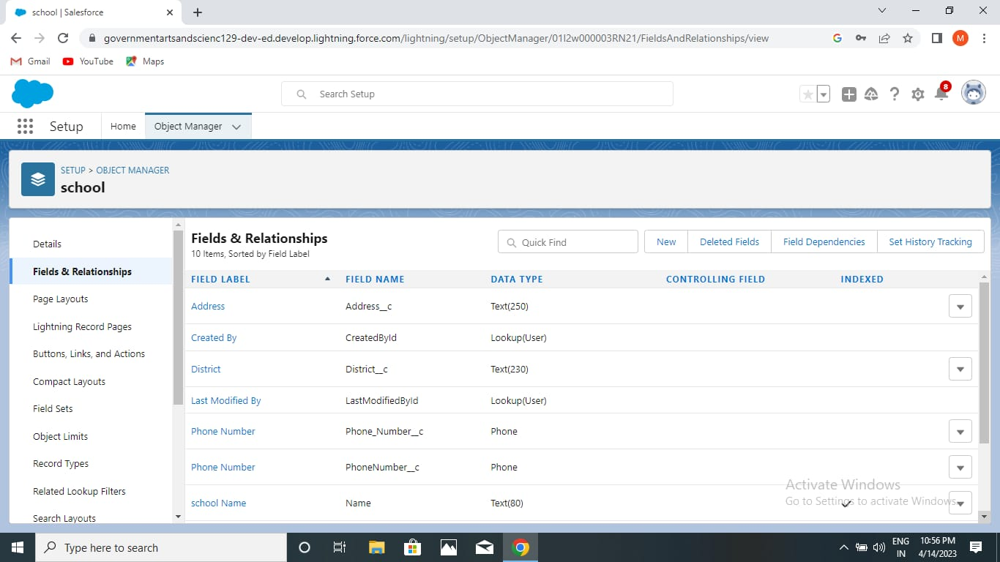 school | Salesforce
governmentartsandscienc129-dev-ed.develop.lightning.force.com/lightning/setup/ObjectManager/01I2w000003RN21/FieldsAndRelationships/view
M
Gmail YouTube Maps
Search Setup
8
Setup Home Object Manager
SETUP > OBJECT MANAGER
school
Details
Fields & Relationships
Page Layouts
Lightning Record Pages
Buttons, Links, and Actions
Compact Layouts
Field Sets
Object Limits
Record Types
Related Lookup Filters
Search Layouts
Fields & Relationships
10 Items, Sorted by Field Label
Quick Find
New Deleted Fields Field Dependencies Set History Tracking
FIELD LABEL FIELD NAME DATA TYPE CONTROLLING FIELD INDEXED
Address Address__c Text(250)
Created By CreatedById Lookup(User)
District District__c Text(230)
Last Modified By LastModifiedById Lookup(User)
Phone Number Phone_Number__c Phone
Phone Number PhoneNumber__c Phone
school Name Name Text(80)
Activate Windows
Go to Settings to activate Windows.
Type here to search
ENG
IN
10:56 PM
4/14/2023